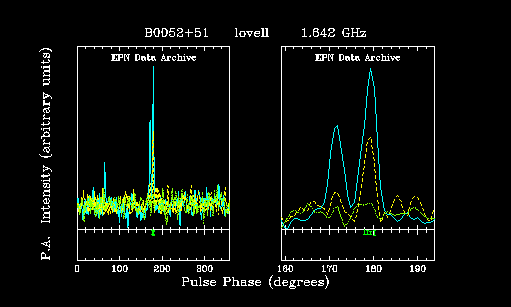 B0052+51 lovell 1.642 GHz
EPN Data Archive EPN Data Archive
P.A. Intensity (arbitrary units)
0 100 200 300 160 170 180 190
Pulse Phase (degrees)